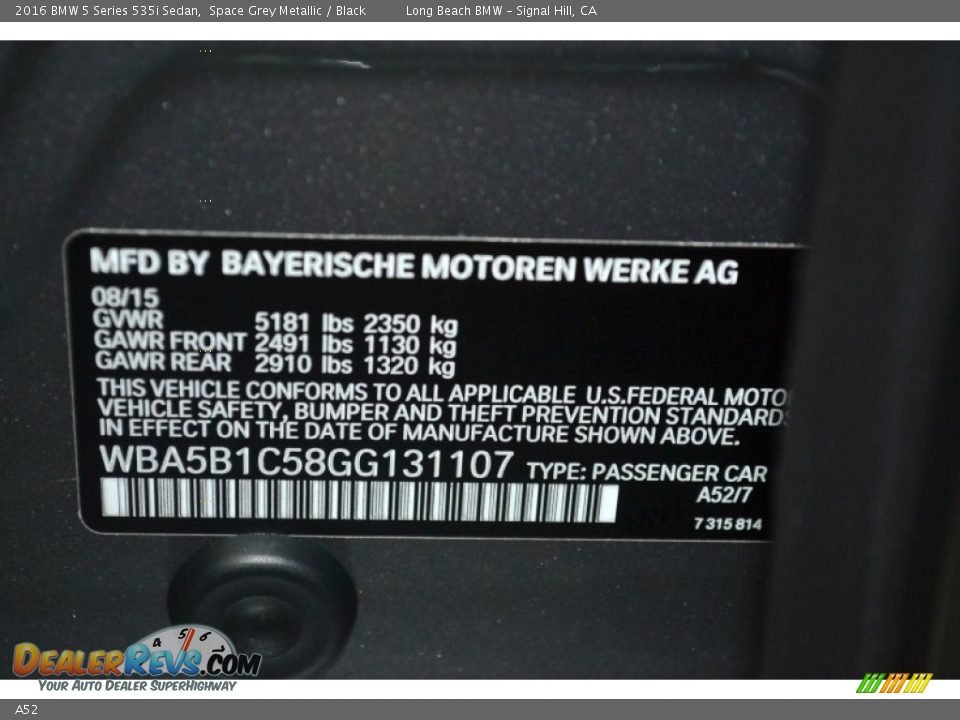 2016 BMW 5 Series 535i Sedan,  Space Grey Metallic / Black     Long Beach BMW - Signal Hill, CA
MFD BY BAYERISCHE MOTOREN WERKE AG
08/15
GVWR 5181 lbs 2350 kg
GAWR FRONT 2491 lbs 1130 kg
GAWR REAR 2910 lbs 1320 kg
THIS VEHICLE CONFORMS TO ALL APPLICABLE U.S.FEDERAL MOTO
VEHICLE SAFETY, BUMPER AND THEFT PREVENTION STANDARDS
IN EFFECT ON THE DATE OF MANUFACTURE SHOWN ABOVE.
WBA5B1C58GG131107 TYPE: PASSENGER CAR
A52/7
7 315 814
4 5 6
DEALERREVS.COM
YOUR AUTO DEALER SUPERHIGHWAY
A52